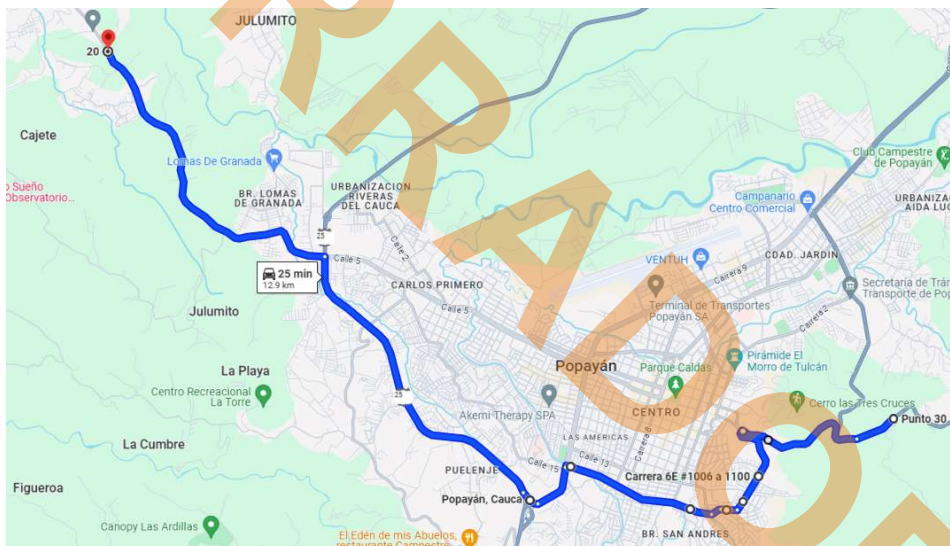 JULUMITO
20
Cajete
Lomas De Granada
Sueño
Observatorio...
BR. LOMAS
DE GRANADA
URBANIZACION
RIVERAS
DEL CAUCA
25
Calle 2
Calle 5
25 min
12.9 km
CARLOS PRIMERO
Calle 5
Julumito
La Playa
Centro Recreacional
La Torre
25
La Cumbre
Figueroa
Canopy Las Ardillas
PUELENJE
Calle 15
Popayán, Cauca
El Edén de mis Abuelos,
restaurante Campestre
Akemi Therapy SPA
LAS AMERICAS
Calle 13
Popayán
Parque Caldas
CENTRO
Carrera 6
Carrera 6E #1006 a 1100
BR. SAN ANDRES
VENTUH
Carrera 9
Terminal de Transportes
Popayán SA
Campanario
Centro Comercial
CDAD. JARDIN
Carrera 2
Club Campestre
de Popayán
URBANIZA
AIDA LUC
Secretaría de Trán
Transporte de Pop
Pirámide El
Morro de Tulcán
Cerro las Tres Cruces
Punto 30,